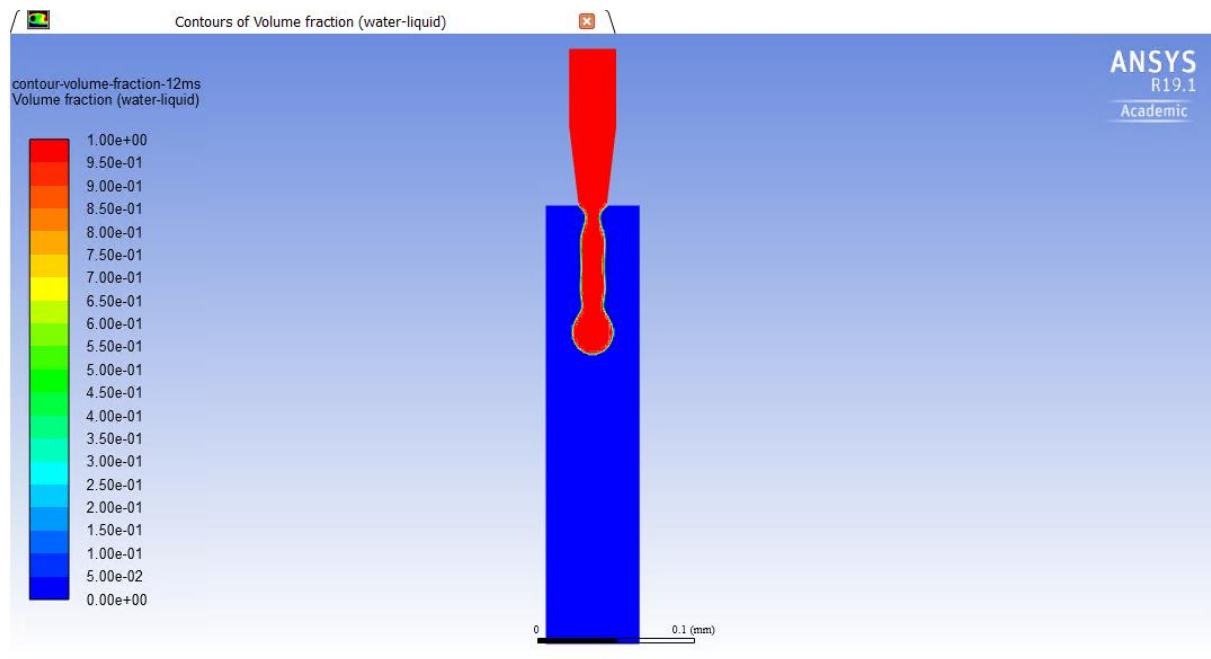 Contours of Volume fraction (water-liquid)
ANSYS
R19.1
Academic
contour-volume-fraction-12ms
Volume fraction (water-liquid)
1.00e+00
9.50e-01
9.00e-01
8.50e-01
8.00e-01
7.50e-01
7.00e-01
6.50e-01
6.00e-01
5.50e-01
5.00e-01
4.50e-01
4.00e-01
3.50e-01
3.00e-01
2.50e-01
2.00e-01
1.50e-01
1.00e-01
5.00e-02
0.00e+00
0 0.1 (mm)